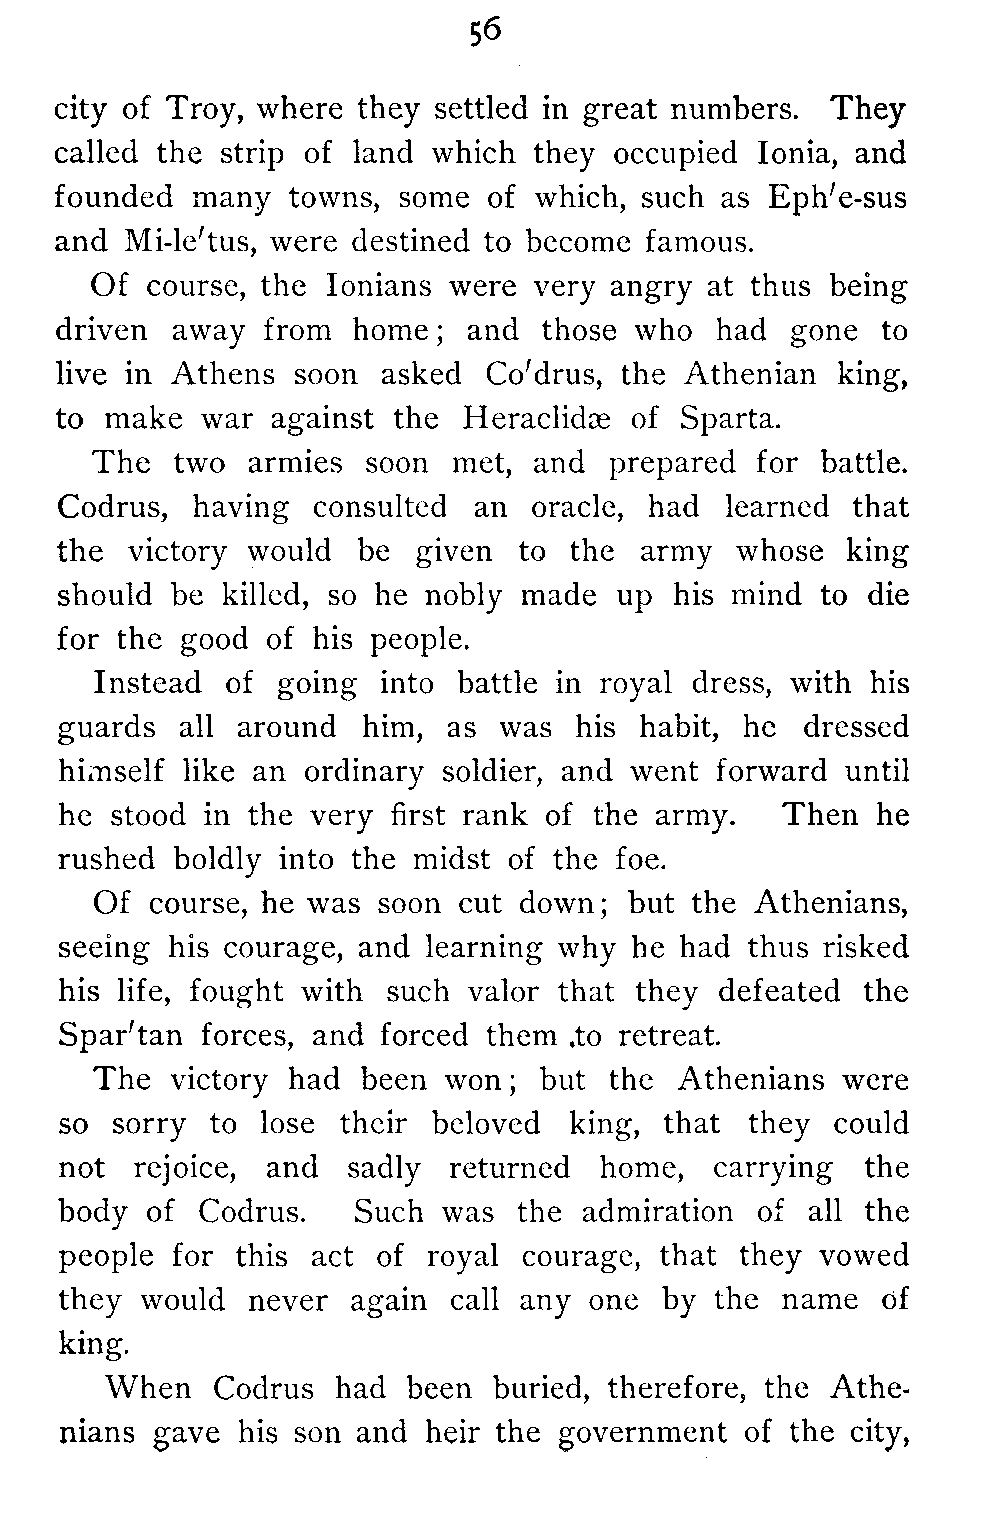 56
city of Troy, where they settled in great numbers. They
called the strip of land which they occupied Ionia, and
founded many towns, some of which, such as Eph′e-sus
and Mi-le′tus, were destined to become famous.
Of course, the Ionians were very angry at thus being
driven away from home; and those who had gone to
live in Athens soon asked Co′drus, the Athenian king,
to make war against the Heraclidæ of Sparta.
The two armies soon met, and prepared for battle.
Codrus, having consulted an oracle, had learned that
the victory would be given to the army whose king
should be killed, so he nobly made up his mind to die
for the good of his people.
Instead of going into battle in royal dress, with his
guards all around him, as was his habit, he dressed
himself like an ordinary soldier, and went forward until
he stood in the very first rank of the army. Then he
rushed boldly into the midst of the foe.
Of course, he was soon cut down; but the Athenians,
seeing his courage, and learning why he had thus risked
his life, fought with such valor that they defeated the
Spar′tan forces, and forced them .to retreat.
The victory had been won; but the Athenians were
so sorry to lose their beloved king, that they could
not rejoice, and sadly returned home, carrying the
body of Codrus. Such was the admiration of all the
people for this act of royal courage, that they vowed
they would never again call any one by the name of
king.
When Codrus had been buried, therefore, the Athe-
nians gave his son and heir the government of the city,